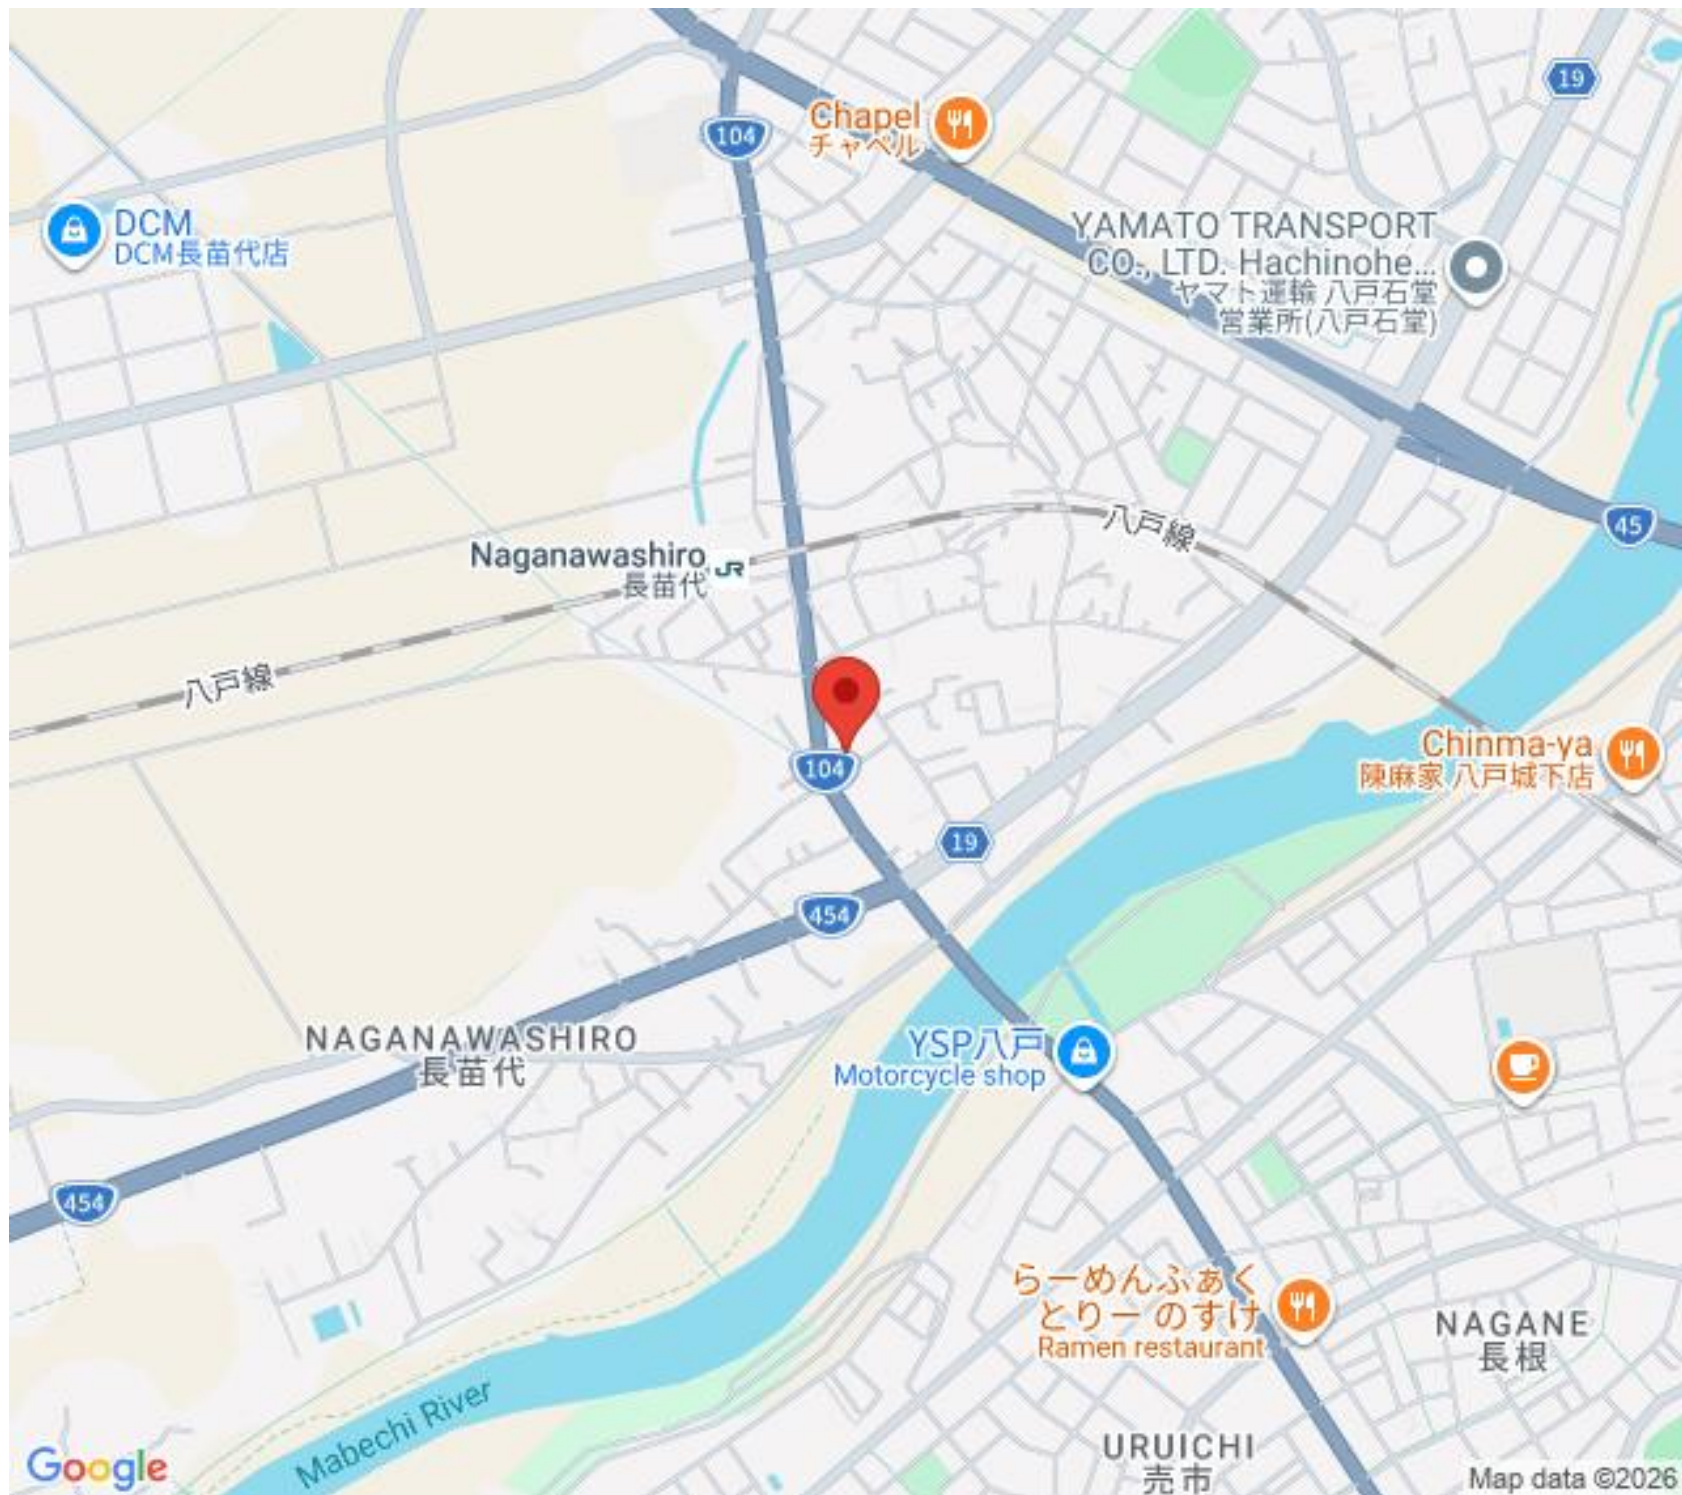 19
Chapel
チャペル
104
DCM
DCM長苗代店
YAMATO TRANSPORT
CO., LTD. Hachinohe...
ヤマト運輸 八戸石堂
営業所(八戸石堂)
八戸線
45
Naganawashiro
長苗代
JR
八戸線
104
Chinma-ya
陳麻家 八戸城下店
19
454
NAGANAWASHIRO
長苗代
YSP八戸
Motorcycle shop
454
らーめんふぁく
とりー のすけ
Ramen restaurant
NAGANE
長根
Mabechi River
URUICHI
売市
Google
Map data ©2026